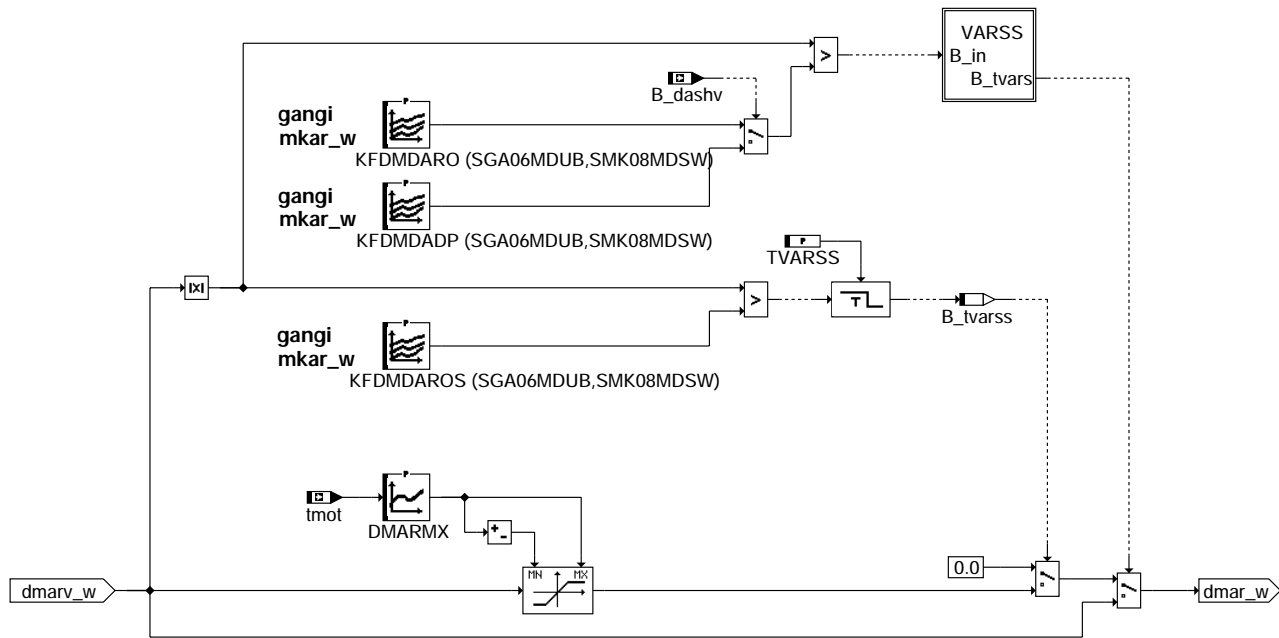 VARSS
B_in
B_tvars
>
B_dashv
P
gangi
mkar_w
KFDMDARO (SGA06MDUB,SMK08MDSW)
P
gangi
mkar_w
KFDMDADP (SGA06MDUB,SMK08MDSW)
P
TVARSS
|X|
>
T
B_tvarss
P
gangi
mkar_w
KFDMDAROS (SGA06MDUB,SMK08MDSW)
P
tmot
DMARMX
+ -
MN MX
0.0
dmarv_w
dmar_w